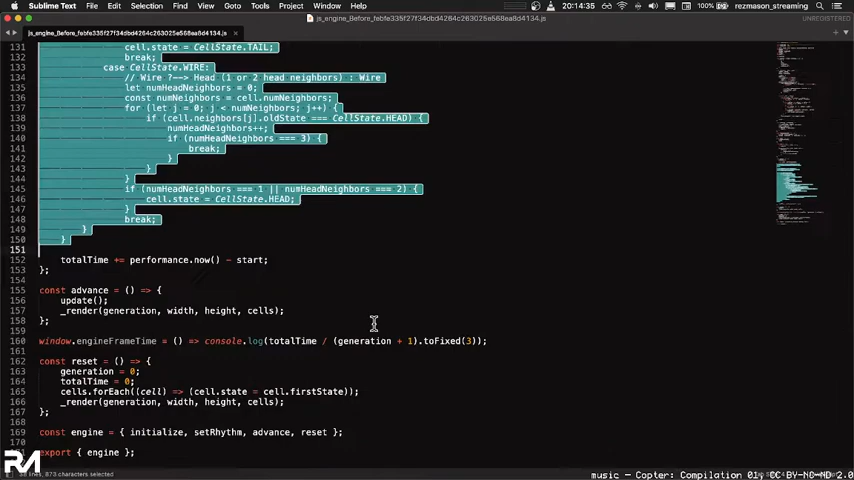 Sublime Text File Edit Selection Find View Goto Tools Project Window Help 100% 20:14:35 rezmason_streaming
js_engine_Before_febfe335f27f34dbd4264c263025e568ea8d4134.js
UNREGISTERED
js_engine_Before_febfe335f27f34dbd4264c263025e568ea8d4134.js ×
131 cell.state = CellState.TAIL;
132 break;
133 case CellState.WIRE:
134 // Wire ?--> Head (1 or 2 head neighbors) : Wire
135 let numHeadNeighbors = 0;
136 const numNeighbors = cell.numNeighbors;
137 for (let j = 0; j < numNeighbors; j++) {
138 if (cell.neighbors[j].oldState === CellState.HEAD) {
139 numHeadNeighbors++;
140 if (numHeadNeighbors === 3) {
141 break;
142 }
143 }
144 }
145 if (numHeadNeighbors === 1 || numHeadNeighbors === 2) {
146 cell.state = CellState.HEAD;
147 }
148 break;
149 }
150 }
151
152 totalTime += performance.now() - start;
153 };
154
155 const advance = () => {
156 update();
157 _render(generation, width, height, cells);
158 };
159
160 window.engineFrameTime = () => console.log(totalTime / (generation + 1).toFixed(3));
161
162 const reset = () => {
163 generation = 0;
164 totalTime = 0;
165 cells.forEach((cell) => (cell.state = cell.firstState));
166 _render(generation, width, height, cells);
167 };
168
169 const engine = { initialize, setRhythm, advance, reset };
170
171 export { engine };
38 lines, 873 characters selected
music - Copter: Compilation 01, CC BY-NC-ND 2.0